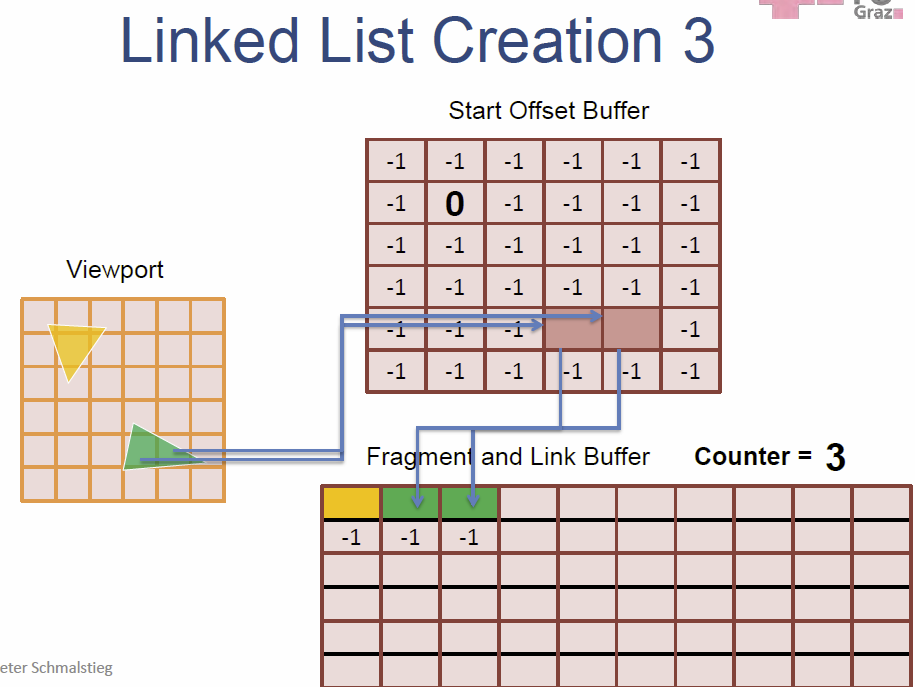 Graz
Linked List Creation 3
Start Offset Buffer
-1 -1 -1 -1 -1 -1
-1 0 -1 -1 -1 -1
-1 -1 -1 -1 -1 -1
Viewport
-1 -1 -1 -1 -1 -1
-1 -1 -1 -1
-1 -1 -1 -1 -1 -1
Fragment and Link Buffer Counter = 3
-1 -1 -1
eter Schmalstieg